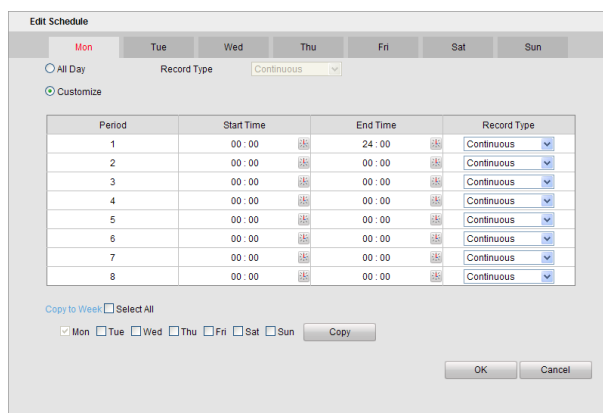 Edit Schedule
Mon Tue Wed Thu Fri Sat Sun
All Day Record Type Continuous
Customize
Period Start Time End Time Record Type
1 00 : 00 24 : 00 Continuous
2 00 : 00 00 : 00 Continuous
3 00 : 00 00 : 00 Continuous
4 00 : 00 00 : 00 Continuous
5 00 : 00 00 : 00 Continuous
6 00 : 00 00 : 00 Continuous
7 00 : 00 00 : 00 Continuous
8 00 : 00 00 : 00 Continuous
Copy to Week Select All
Mon Tue Wed Thu Fri Sat Sun Copy
OK Cancel